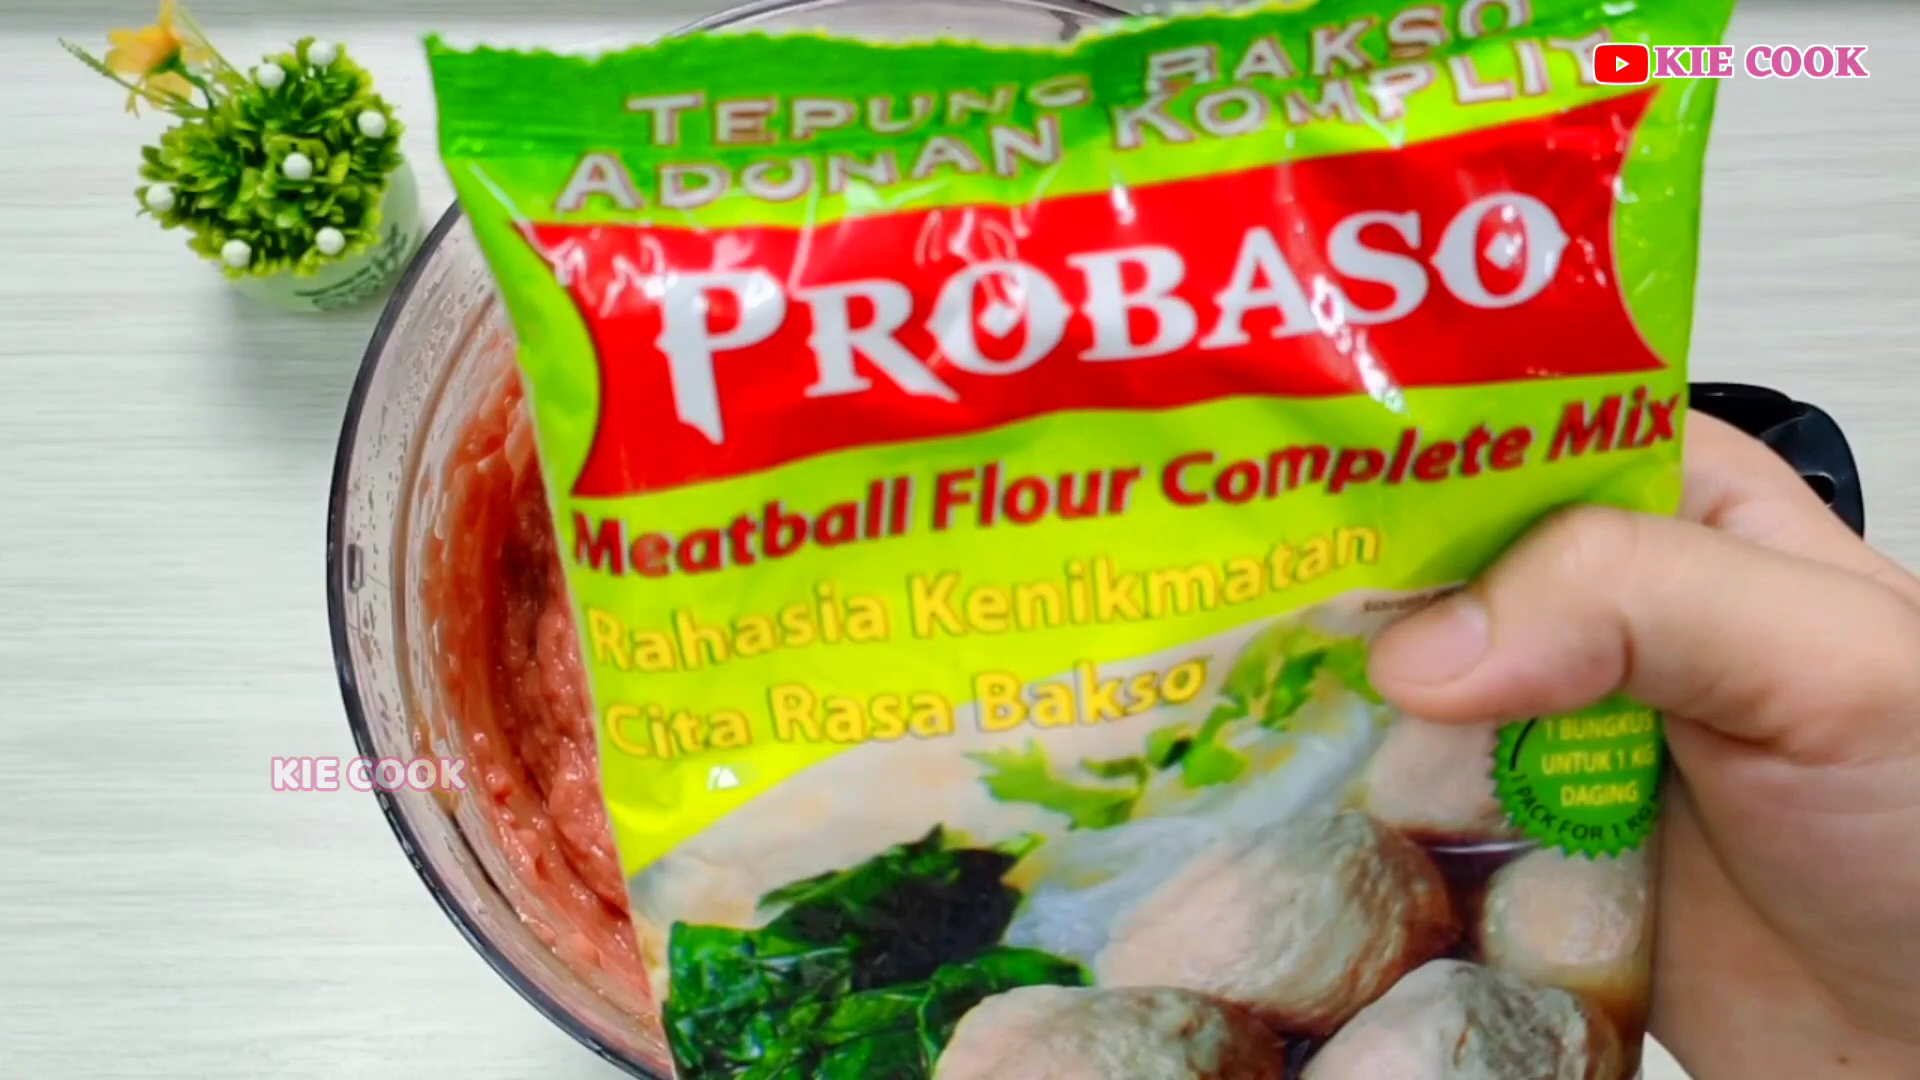 KIE COOK
TEPUNG BAKSO
ADONAN KOMPLIT
PROBASO
Meatball Flour Complete Mix
Rahasia Kenikmatan
Cita Rasa Bakso
1 BUNGKUS
UNTUK 1 KG
DAGING
1 PACK FOR 1 KG
KIE COOK